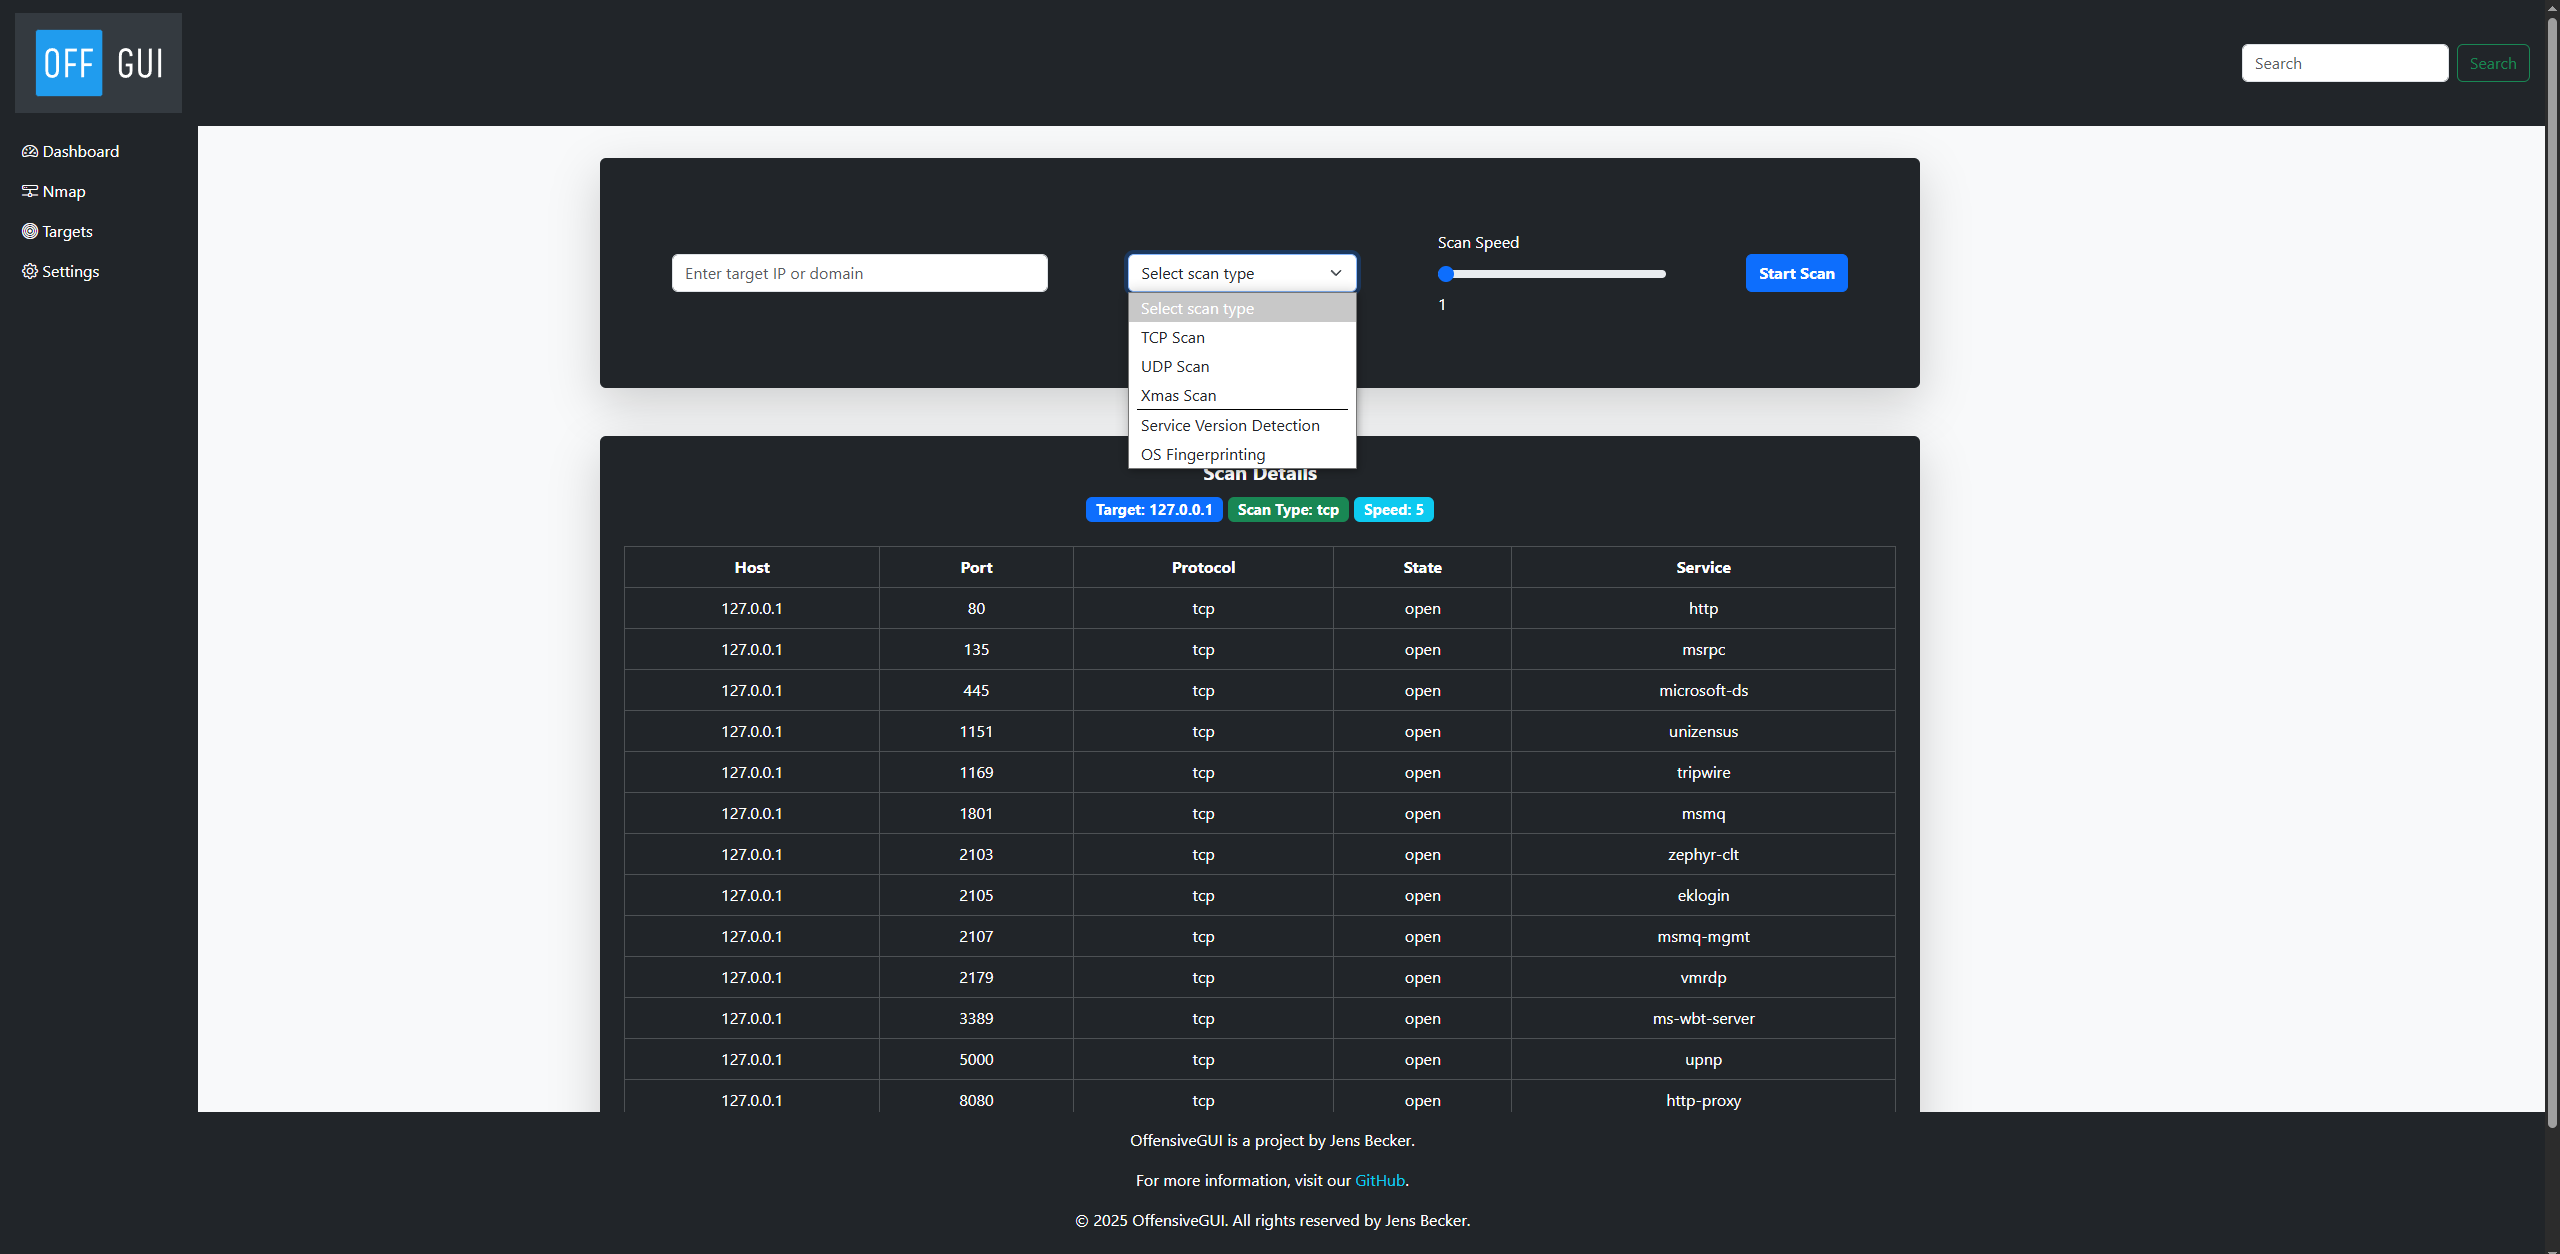 OFF GUI
Search Search
Dashboard
Nmap
Targets
Settings
Enter target IP or domain
Select scan type
Select scan type
TCP Scan
UDP Scan
Xmas Scan
Service Version Detection
OS Fingerprinting
Scan Speed
1
Start Scan
Scan Details
Target: 127.0.0.1 Scan Type: tcp Speed: 5
Host Port Protocol State Service
127.0.0.1 80 tcp open http
127.0.0.1 135 tcp open msrpc
127.0.0.1 445 tcp open microsoft-ds
127.0.0.1 1151 tcp open unizensus
127.0.0.1 1169 tcp open tripwire
127.0.0.1 1801 tcp open msmq
127.0.0.1 2103 tcp open zephyr-clt
127.0.0.1 2105 tcp open eklogin
127.0.0.1 2107 tcp open msmq-mgmt
127.0.0.1 2179 tcp open vmrdp
127.0.0.1 3389 tcp open ms-wbt-server
127.0.0.1 5000 tcp open upnp
127.0.0.1 8080 tcp open http-proxy
OffensiveGUI is a project by Jens Becker.
For more information, visit our GitHub.
© 2025 OffensiveGUI. All rights reserved by Jens Becker.